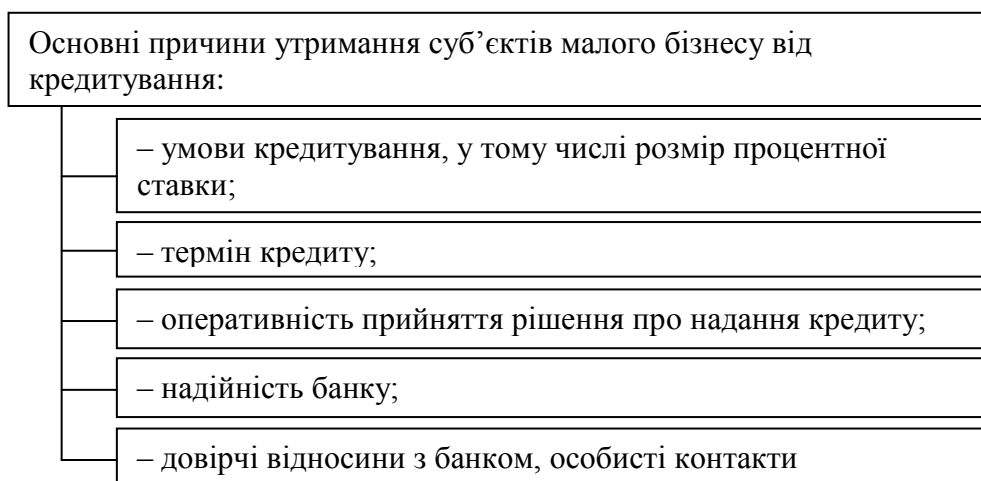 Основні причини утримання суб’єктів малого бізнесу від
кредитування:
– умови кредитування, у тому числі розмір процентної
ставки;
– термін кредиту;
– оперативність прийняття рішення про надання кредиту;
– надійність банку;
– довірчі відносини з банком, особисті контакти